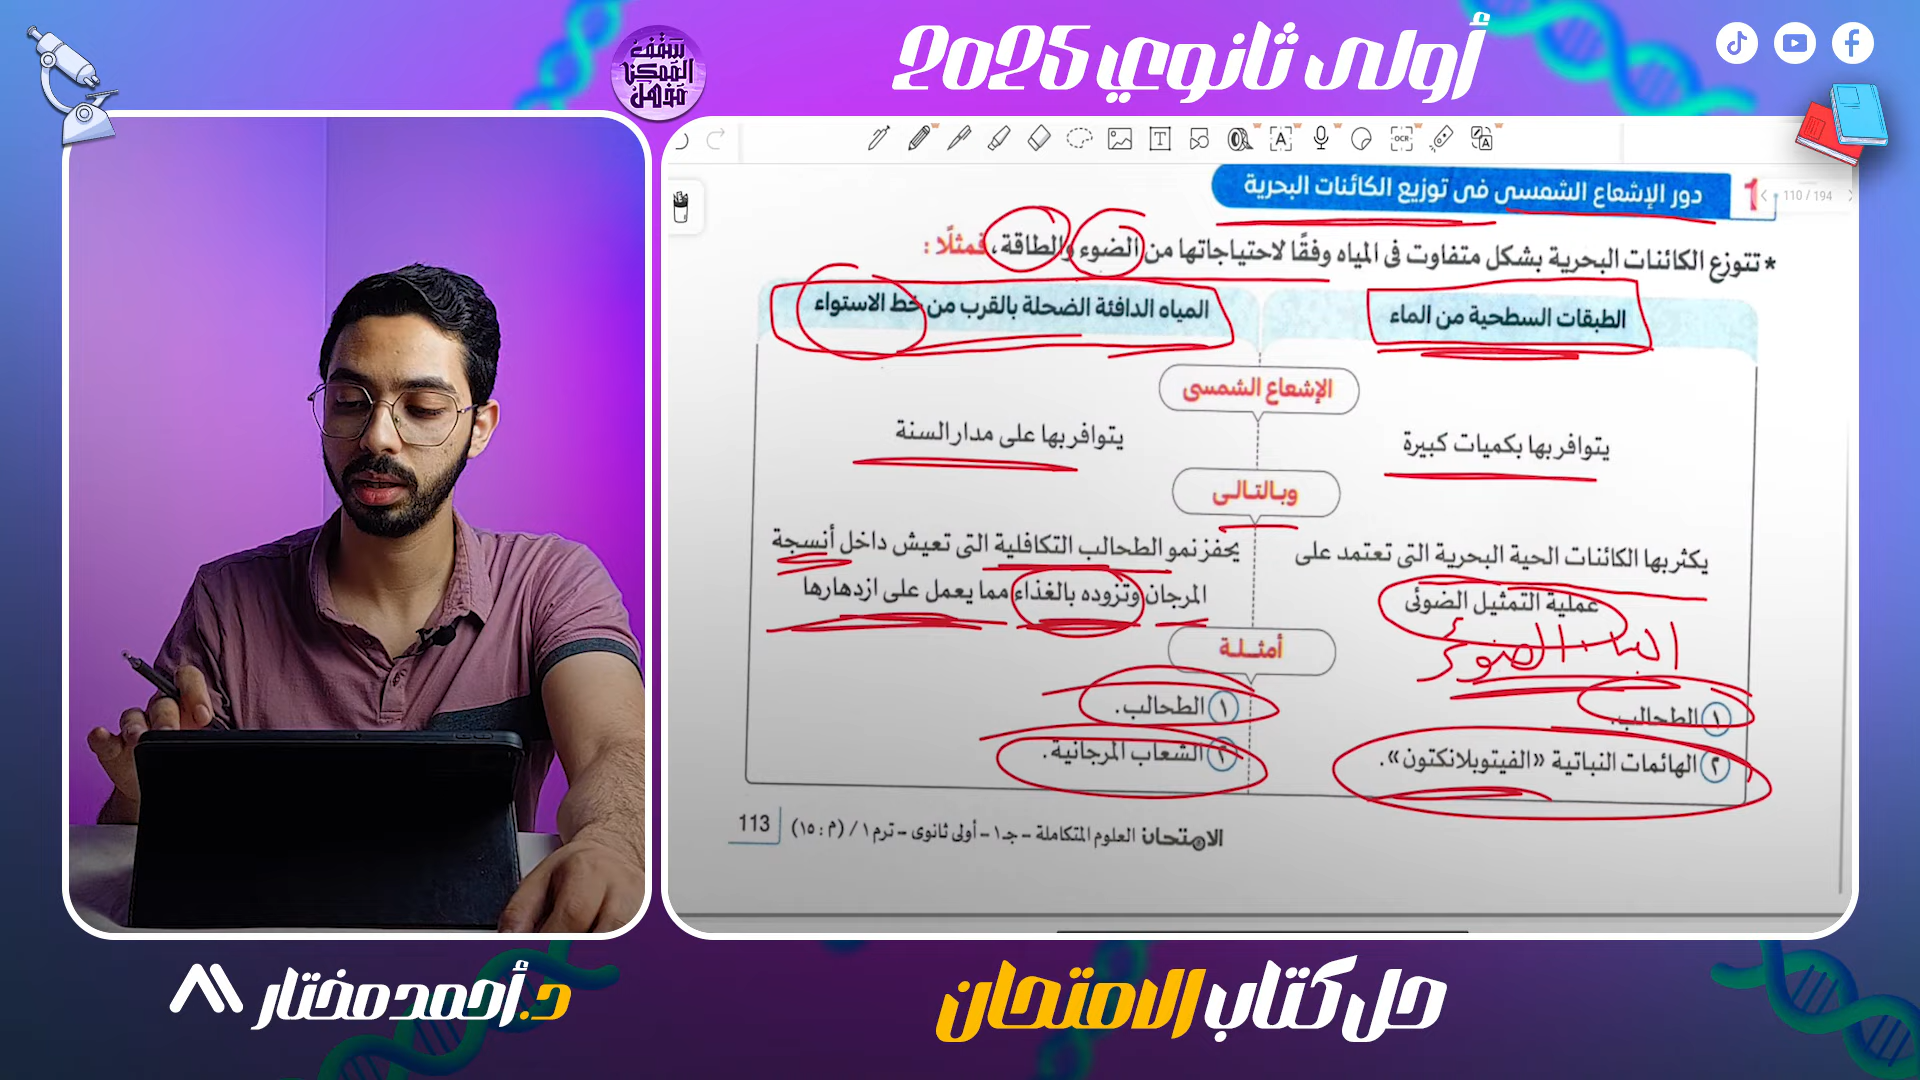 أولى ثانوي 2025
سقف
الممكن
مذهل
110 / 194
1 دور الإشعاع الشمسى فى توزيع الكائنات البحرية
* تتوزع الكائنات البحرية بشكل متفاوت فى المياه وفقًا لاحتياجاتها من الضوء والطاقة، فمثلًا :
الطبقات السطحية من الماء
المياه الدافئة الضحلة بالقرب من خط الاستواء
الإشعاع الشمسى
يتوافر بها بكميات كبيرة
يتوافر بها على مدار السنة
وبالتالى
يكثر بها الكائنات الحية البحرية التى تعتمد على
عملية التمثيل الضوئى
البناء الضوئي
يحفز نمو الطحالب التكافلية التى تعيش داخل أنسجة
المرجان وتزوده بالغذاء مما يعمل على ازدهارها
أمثلة
١ الطحالب.
٢ الهائمات النباتية «الفيتوبلانكتون».
١ الطحالب.
٢ الشعاب المرجانية.
الامتحان العلوم المتكاملة - جـ١ - أولى ثانوى - ترم ١ / (م : ١٥) 113
حل كتاب الامتحان
د.أحمد مختار